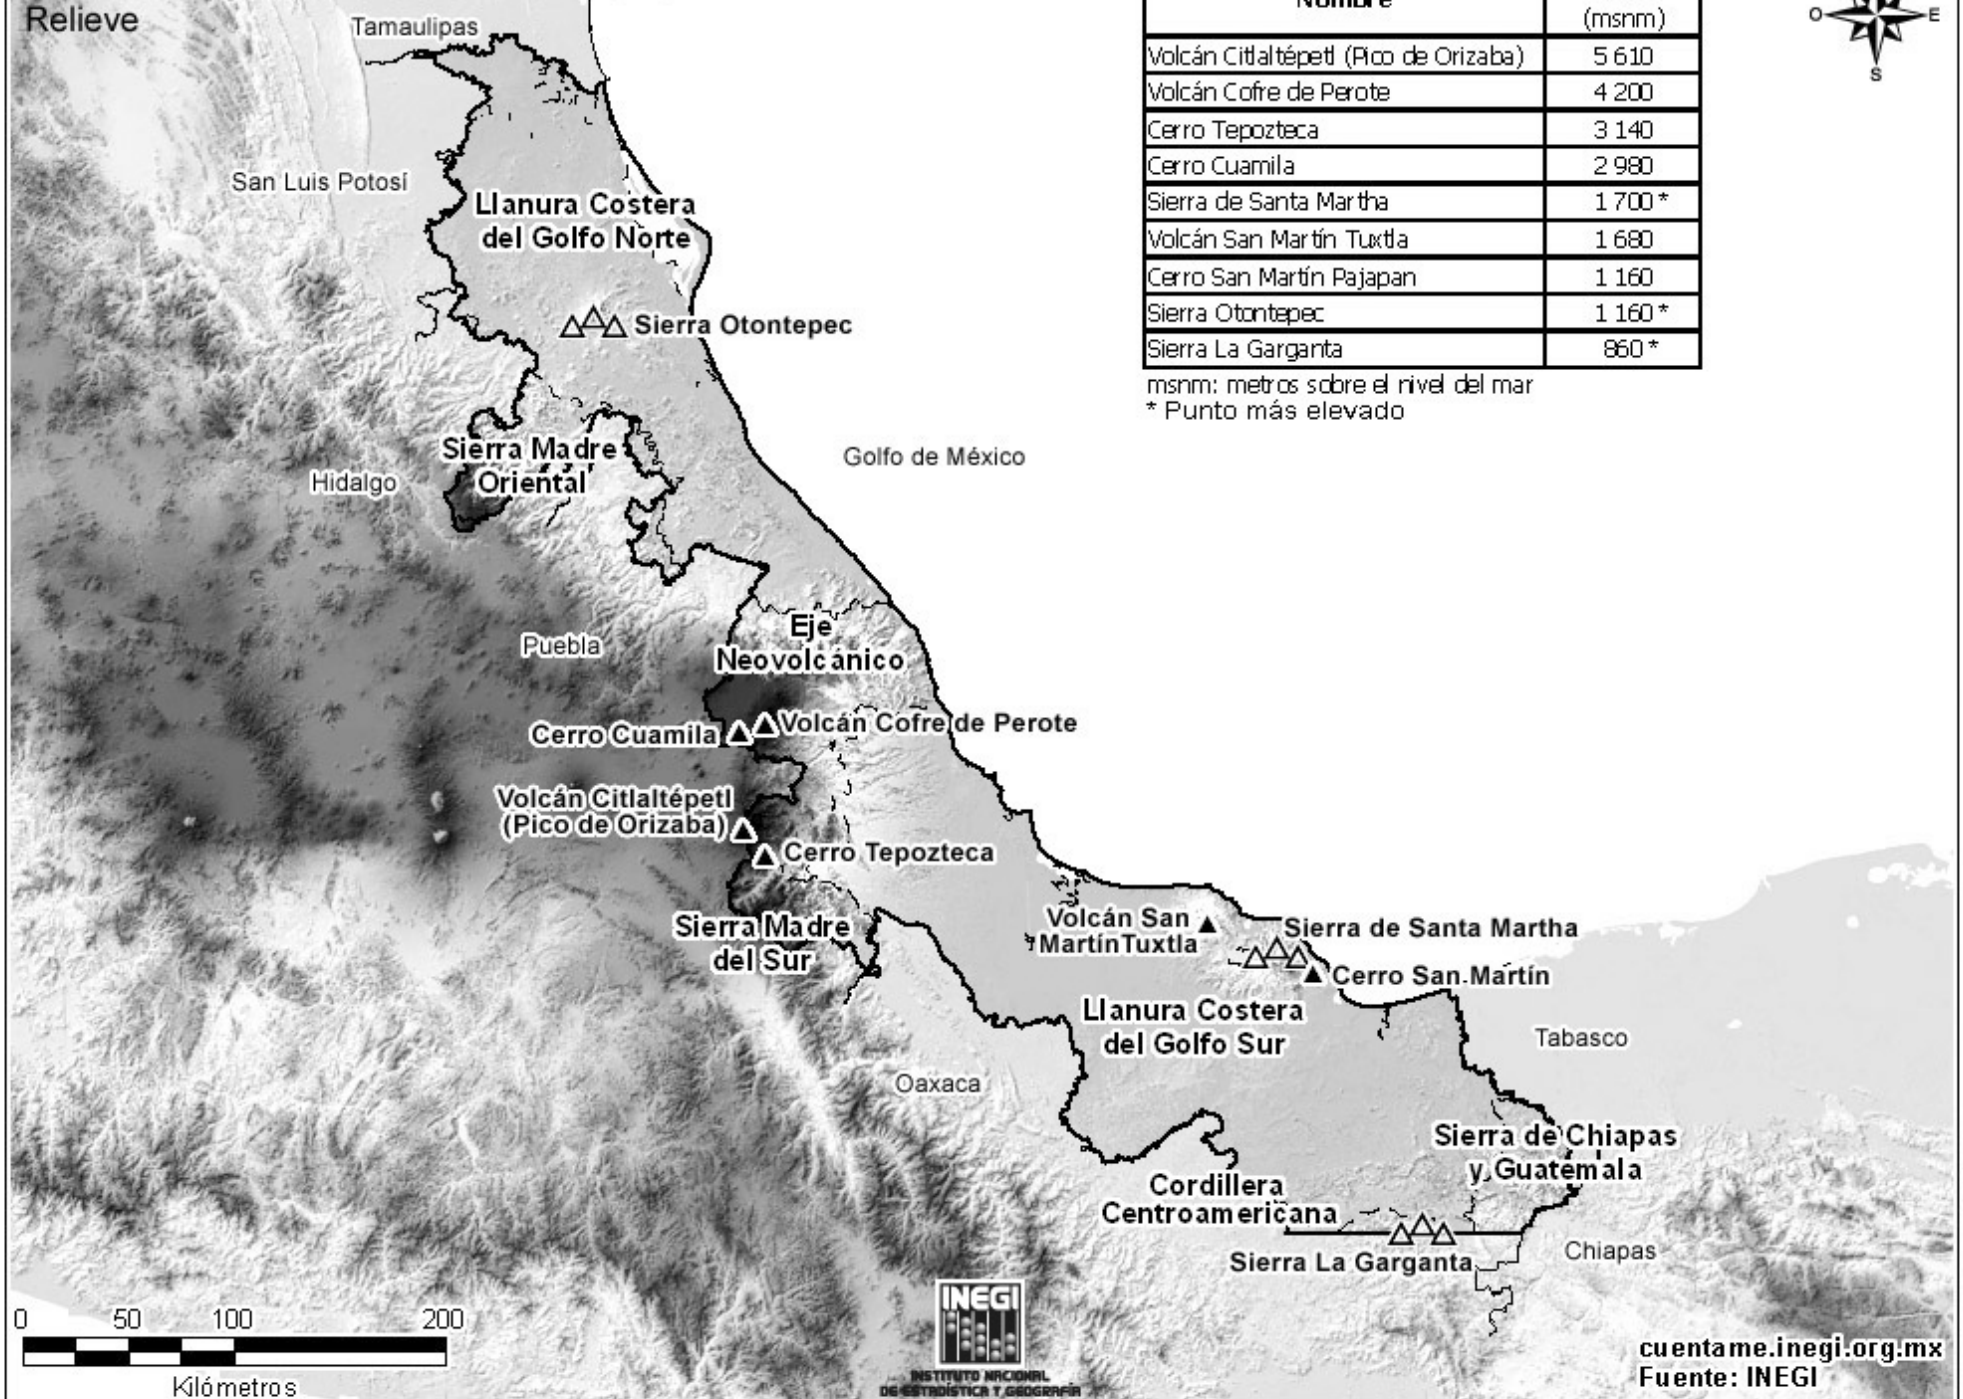 Relieve
Tamaulipas
Nombre
(msnm)
Volcán Citlaltépetl (Pico de Orizaba) 5 610
Volcán Cofre de Perote 4 200
Cerro Tepozteca 3 140
Cerro Cuamila 2 980
Sierra de Santa Martha 1 700 *
Volcán San Martín Tuxtla 1 680
Cerro San Martín Pajapan 1 160
Sierra Otontepec 1 160 *
Sierra La Garganta 860 *
msnm: metros sobre el nivel del mar
* Punto más elevado
O E
S
San Luis Potosí
Llanura Costera
del Golfo Norte
Sierra Otontepec
Sierra Madre
Oriental
Hidalgo
Golfo de México
Puebla
Eje
Neovolcánico
Cerro Cuamila
Volcán Cofre de Perote
Volcán Citlaltépetl
(Pico de Orizaba)
Cerro Tepozteca
Sierra Madre
del Sur
Volcán San
Martín Tuxtla
Sierra de Santa Martha
Cerro San Martín
Llanura Costera
del Golfo Sur
Tabasco
Oaxaca
Sierra de Chiapas
y Guatemala
Cordillera
Centroamericana
Sierra La Garganta
Chiapas
0 50 100 200
Kilómetros
INEGI
INSTITUTO NACIONAL
DE ESTADÍSTICA Y GEOGRAFÍA
cuentame.inegi.org.mx
Fuente: INEGI